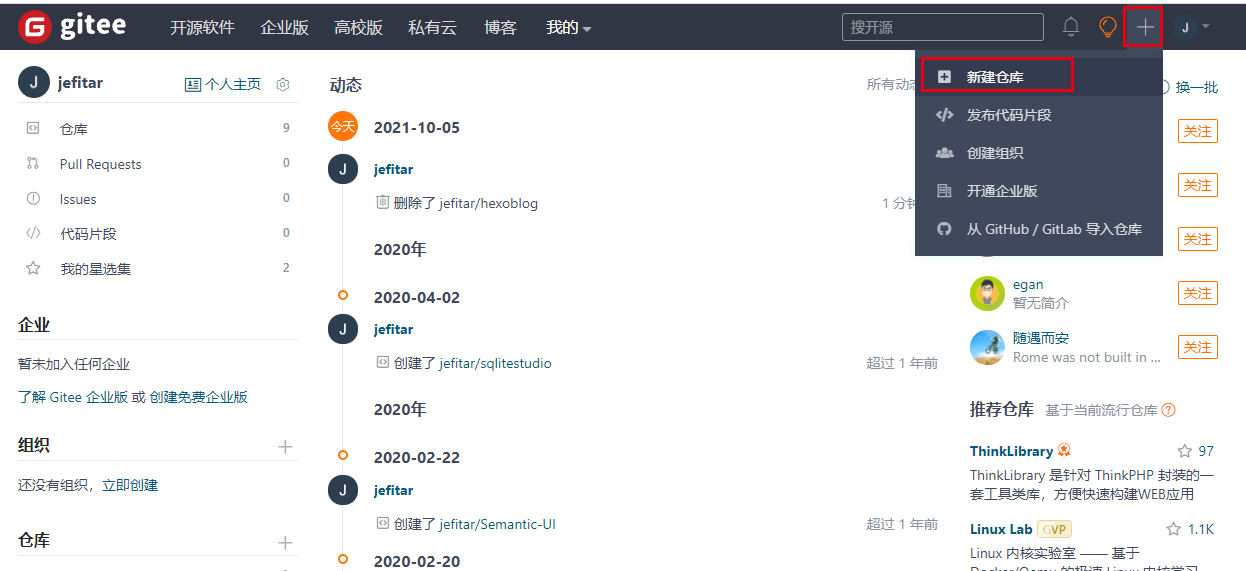 gitee 开源软件 企业版 高校版 私有云 博客 我的 搜开源 J
J jefitar 个人主页
仓库 9
Pull Requests 0
Issues 0
代码片段 0
我的星选集 2
企业
暂未加入任何企业
了解 Gitee 企业版 或 创建免费企业版
组织
还没有组织，立即创建
仓库
动态 所有动态
今天 2021-10-05
J jefitar
删除了 jefitar/hexoblog 1 分钟
2020年
2020-04-02
J jefitar
创建了 jefitar/sqlitestudio 超过 1 年前
2020年
2020-02-22
J jefitar
创建了 jefitar/Semantic-UI 超过 1 年前
2020-02-20
新建仓库
发布代码片段
创建组织
开通企业版
从 GitHub / GitLab 导入仓库
换一批
关注
关注
关注
egan
暂无简介
关注
随遇而安
Rome was not built in ...
关注
推荐仓库 基于当前流行仓库
ThinkLibrary 97
ThinkLibrary 是针对 ThinkPHP 封装的一
套工具类库，方便快速构建WEB应用
Linux Lab GVP 1.1K
Linux 内核实验室 —— 基于
Docker/Qemu 的极速 Linux 内核学习